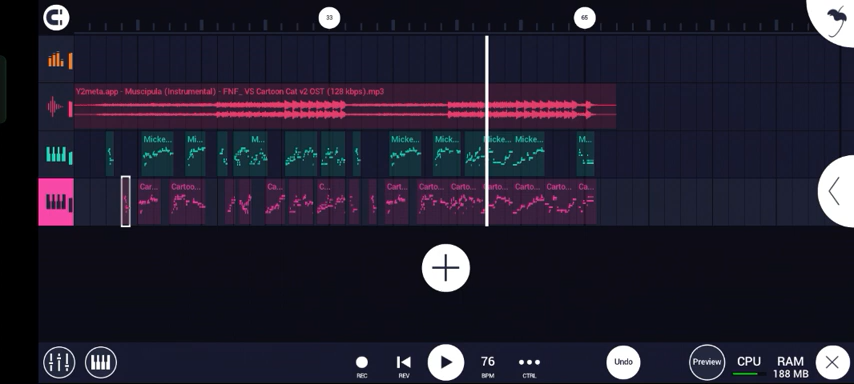 33
65
Y2meta.app - Muscipula (Instrumental) - FNF_ VS Cartoon Cat v2 OST (128 kbps).mp3
Micke... Mi... M... Micke... Mick... Micke... Micke... M...
Car... Cartoo... Ca... C... Cart... Carto... Carto... Carto... Carto... Carto... Ca...
REC
REV
76
BPM
CTRL
Undo
Preview
CPU
RAM
188 MB